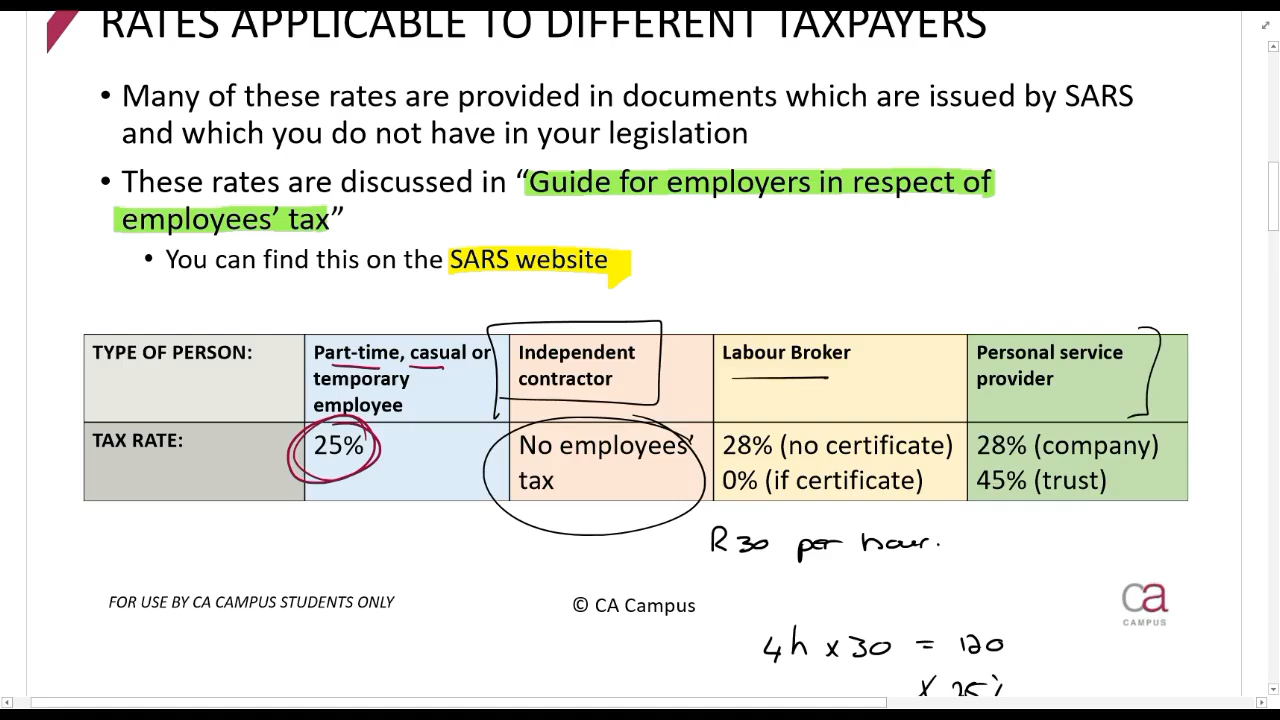 RATES APPLICABLE TO DIFFERENT TAXPAYERS
• Many of these rates are provided in documents which are issued by SARS
and which you do not have in your legislation
• These rates are discussed in “Guide for employers in respect of
employees’ tax”
• You can find this on the SARS website
TYPE OF PERSON:
Part-time, casual or
temporary
employee
Independent
contractor
Labour Broker
Personal service
provider
TAX RATE:
25%
No employees’
tax
28% (no certificate)
0% (if certificate)
28% (company)
45% (trust)
R30 per hour.
FOR USE BY CA CAMPUS STUDENTS ONLY
© CA Campus
ca
CAMPUS
4h x 30 = 120
x 25%